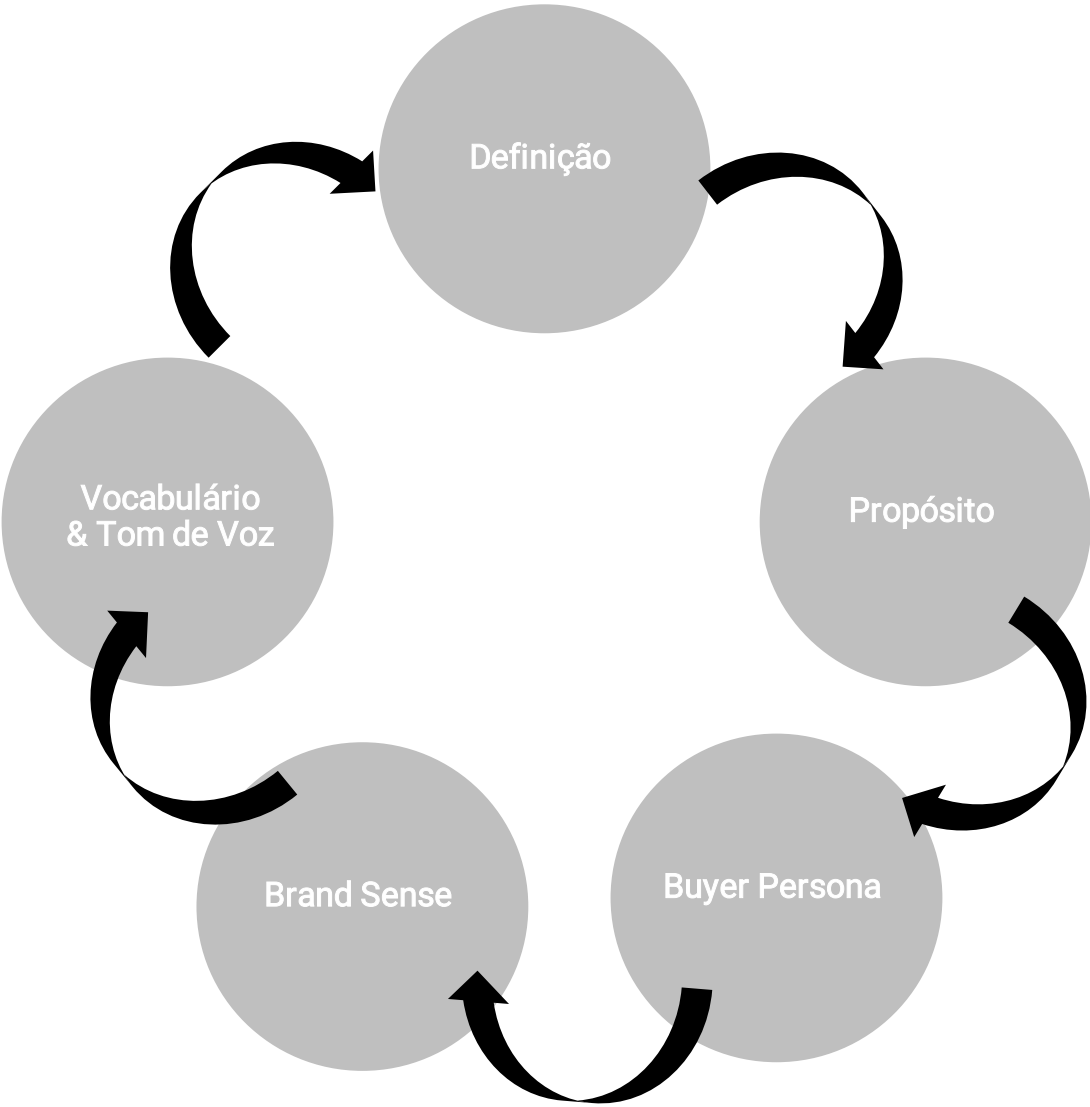 Definição
Propósito
Buyer Persona
Brand Sense
Vocabulário
& Tom de Voz